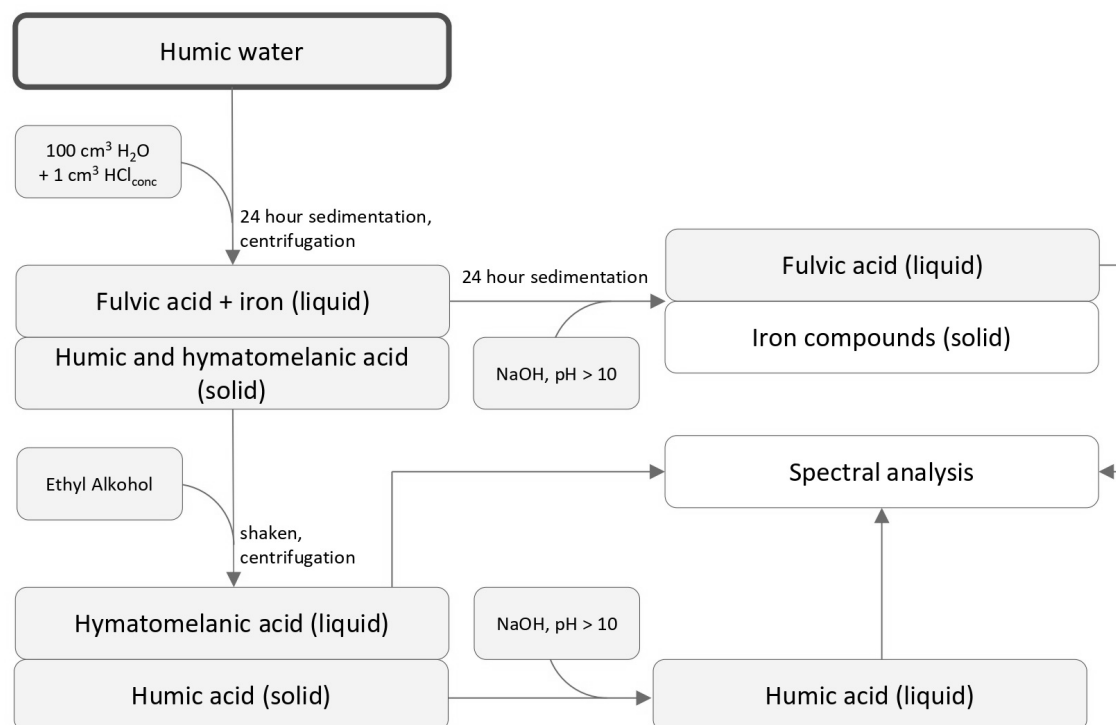 Humic water
100 cm³ H₂O
+ 1 cm³ HCl_conc
24 hour sedimentation,
centrifugation
Fulvic acid + iron (liquid)
Humic and hymatomelanic acid
(solid)
24 hour sedimentation
NaOH, pH > 10
Fulvic acid (liquid)
Iron compounds (solid)
Ethyl Alkohol
shaken,
centrifugation
Spectral analysis
Hymatomelanic acid (liquid)
Humic acid (solid)
NaOH, pH > 10
Humic acid (liquid)